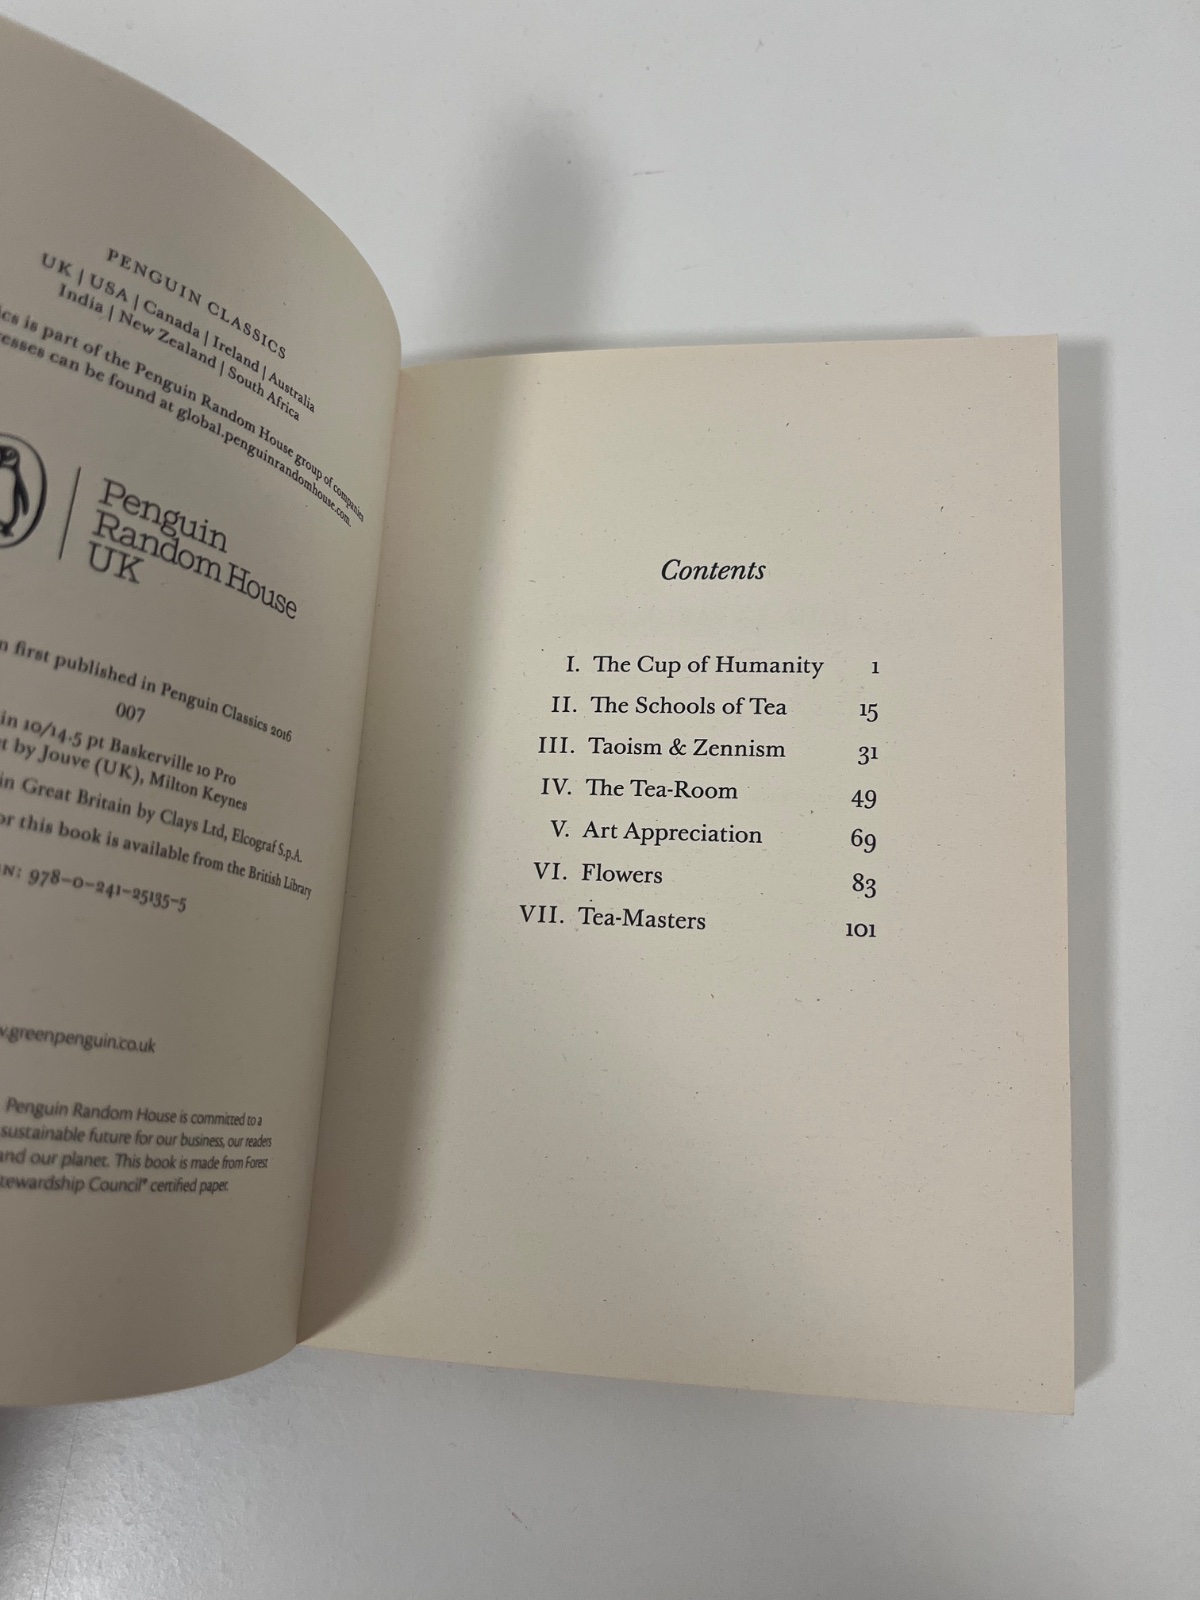 PENGUIN CLASSICS
UK | USA | Canada | Ireland | Australia
India | New Zealand | South Africa
is part of the Penguin Random House group of companies
can be found at global.penguinrandomhouse.com.
Penguin
Random House
UK
first published in Penguin Classics 2016
007
in 10/14.5 pt Baskerville 10 Pro
by Jouve (UK), Milton Keynes
in Great Britain by Clays Ltd, Elcograf S.p.A.
this book is available from the British Library
978–0–241–25135–5
greenpenguin.co.uk
Penguin Random House is committed to a
sustainable future for our business, our readers
and our planet. This book is made from Forest
Council® certified paper.
Contents
I. The Cup of Humanity 1
II. The Schools of Tea 15
III. Taoism & Zennism 31
IV. The Tea-Room 49
V. Art Appreciation 69
VI. Flowers 83
VII. Tea-Masters 101